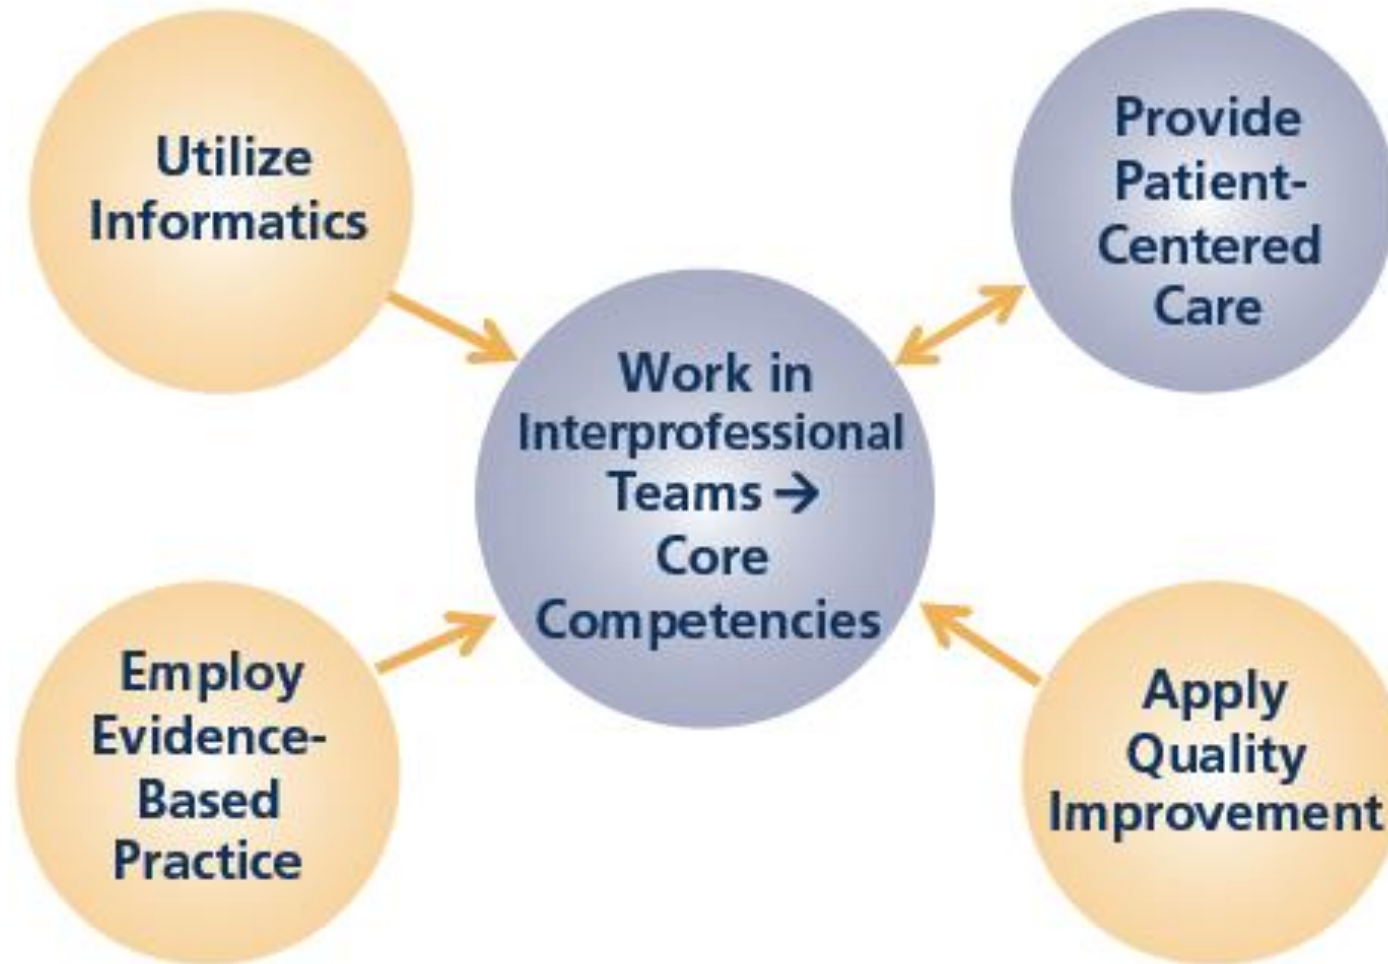 Utilize
Informatics
Provide
Patient-
Centered
Care
Work in
Interprofessional
Teams →
Core
Competencies
Employ
Evidence-
Based
Practice
Apply
Quality
Improvement